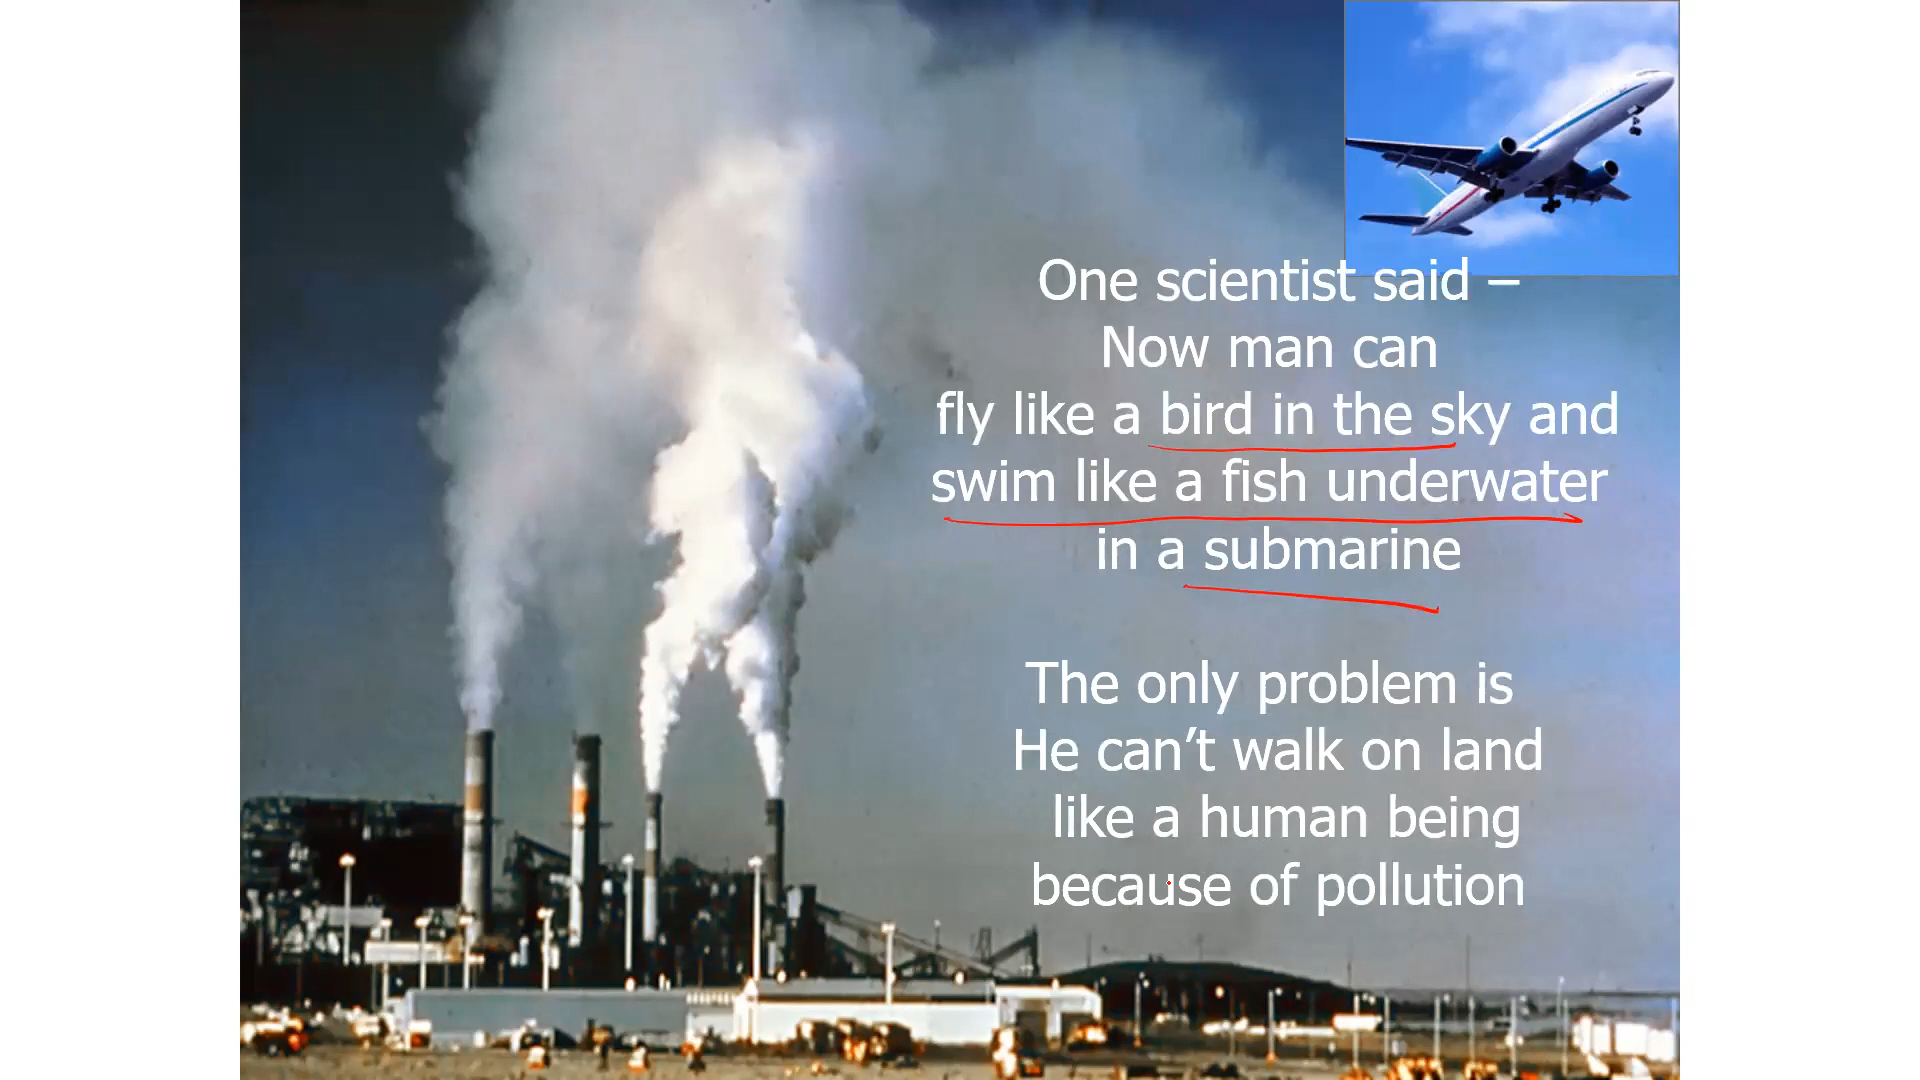 One scientist said –
Now man can
fly like a bird in the sky and
swim like a fish underwater
in a submarine
The only problem is
He can’t walk on land
like a human being
because of pollution